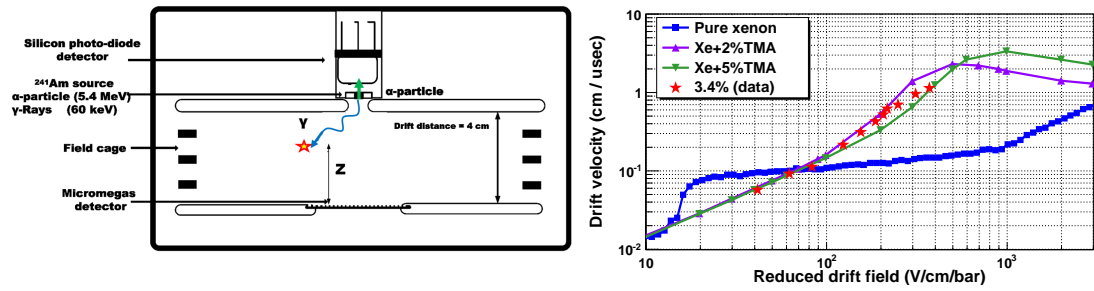 Silicon photo-diode
detector
²⁴¹Am source
α-particle (5.4 MeV)
γ-Rays (60 keV)
Field cage
Micromegas
detector
α-particle
γ
Drift distance = 4 cm
Z
Drift velocity (cm / usec)
10
1
10⁻¹
10⁻²
Pure xenon
Xe+2%TMA
Xe+5%TMA
3.4% (data)
10 10² 10³
Reduced drift field (V/cm/bar)